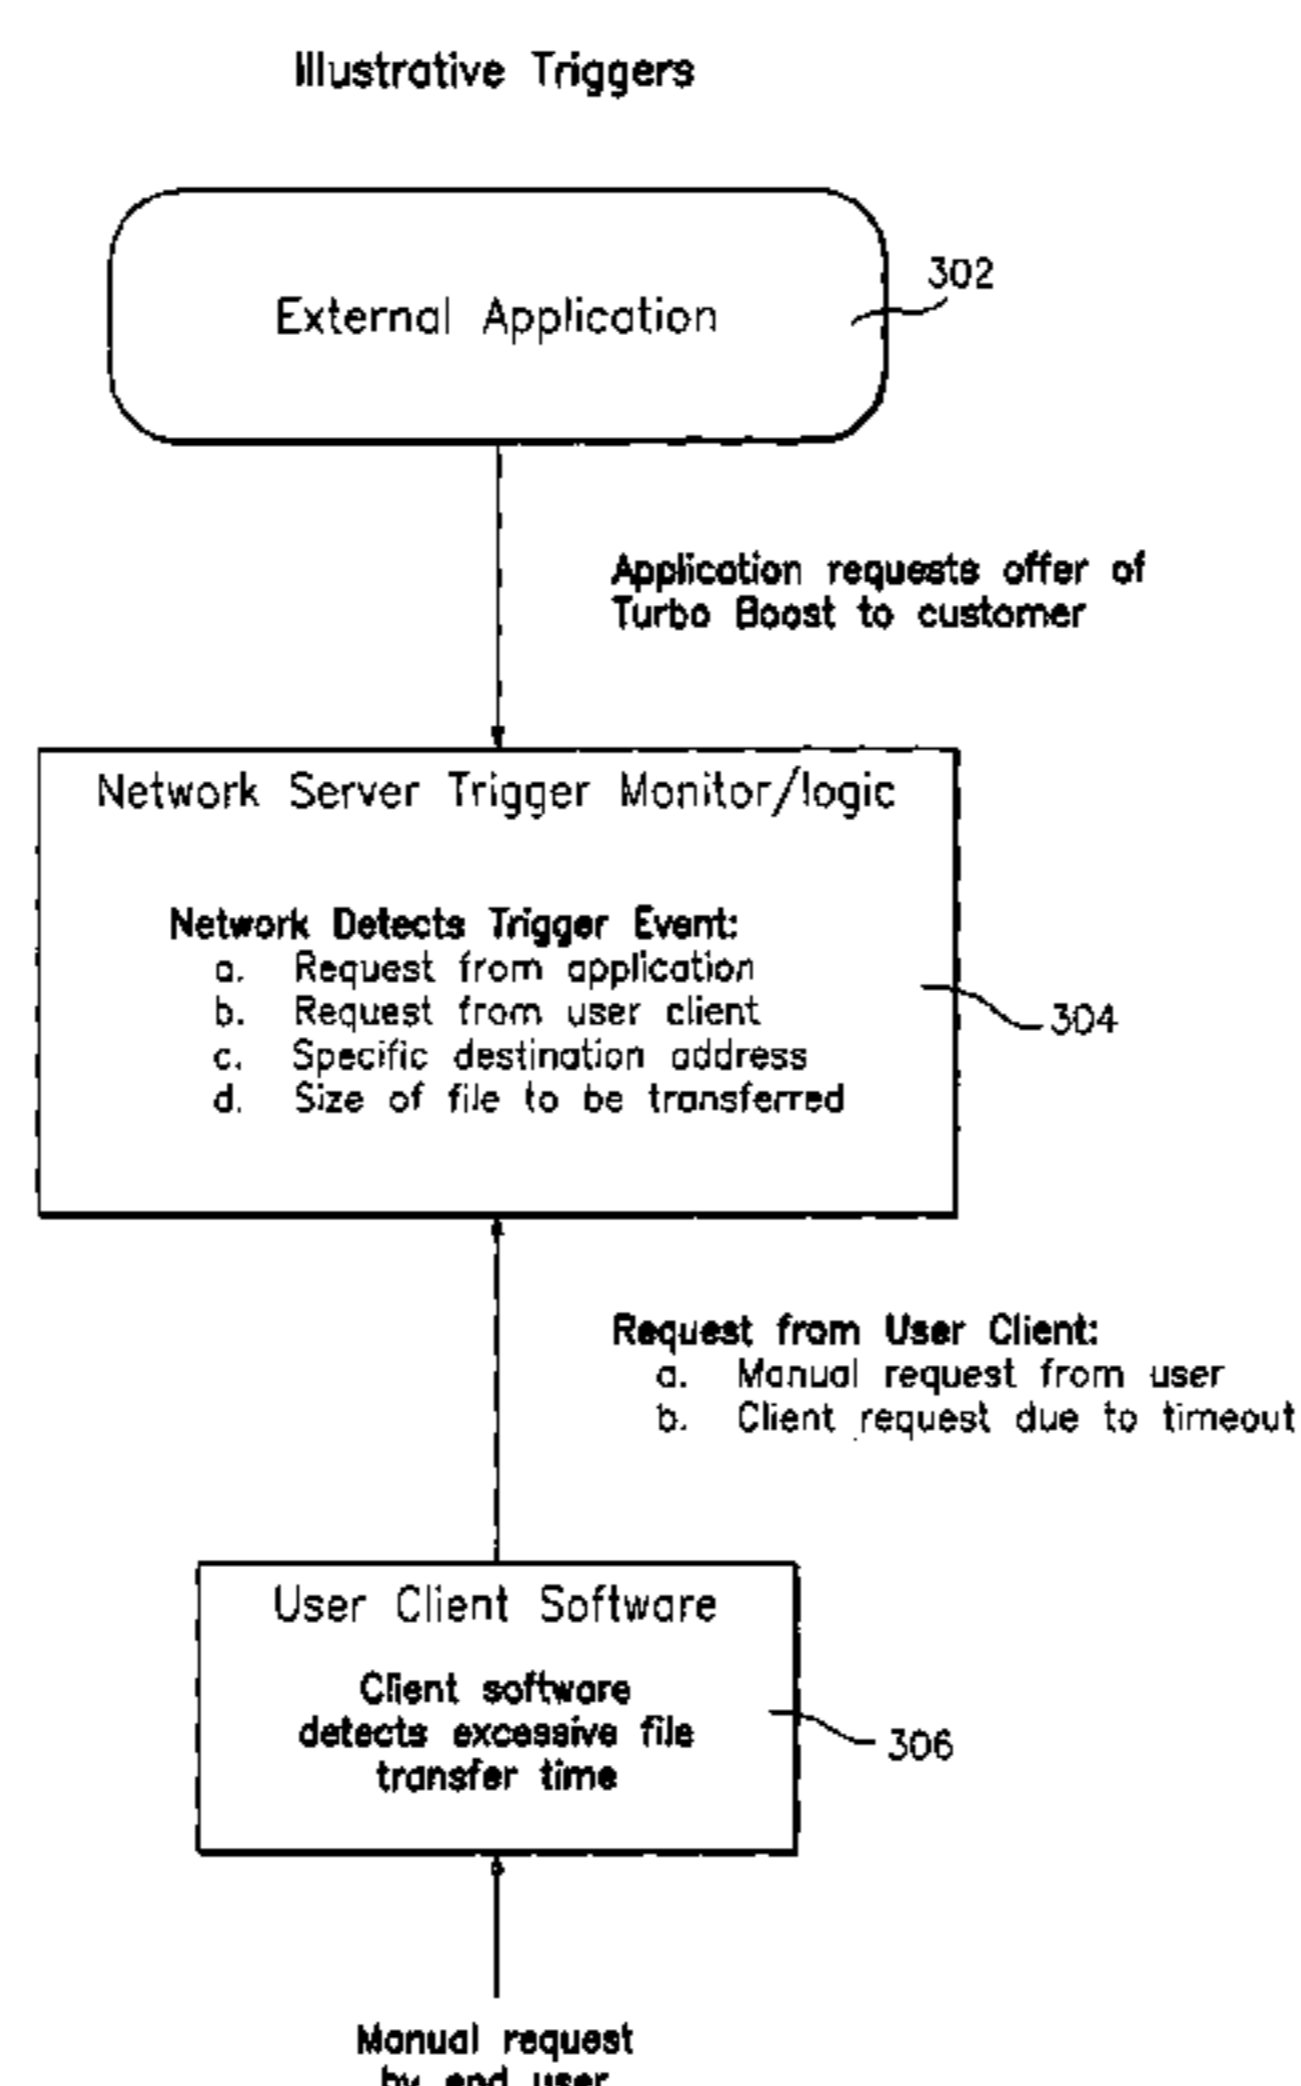 Illustrative Triggers
External Application
302
Application requests offer of
Turbo Boost to customer
Network Server Trigger Monitor/logic
Network Detects Trigger Event:
a. Request from application
b. Request from user client
c. Specific destination address
d. Size of file to be transferred
304
Request from User Client:
a. Manual request from user
b. Client request due to timeout
User Client Software
Client software
detects excessive file
transfer time
306
Manual request
by end user